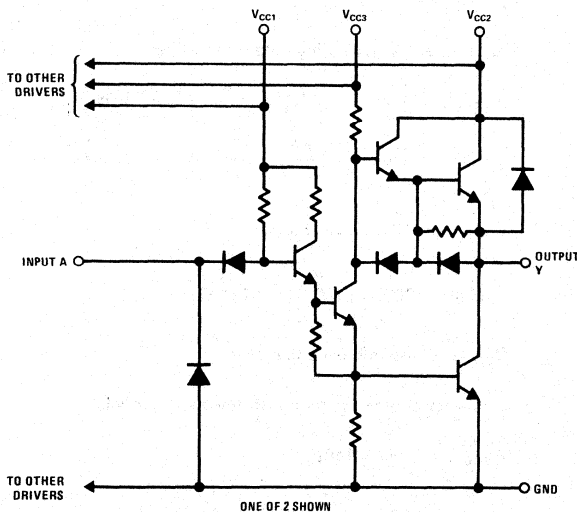 VCC1
VCC3
VCC2
TO OTHER
DRIVERS
INPUT A
OUTPUT
Y
TO OTHER
DRIVERS
GND
ONE OF 2 SHOWN